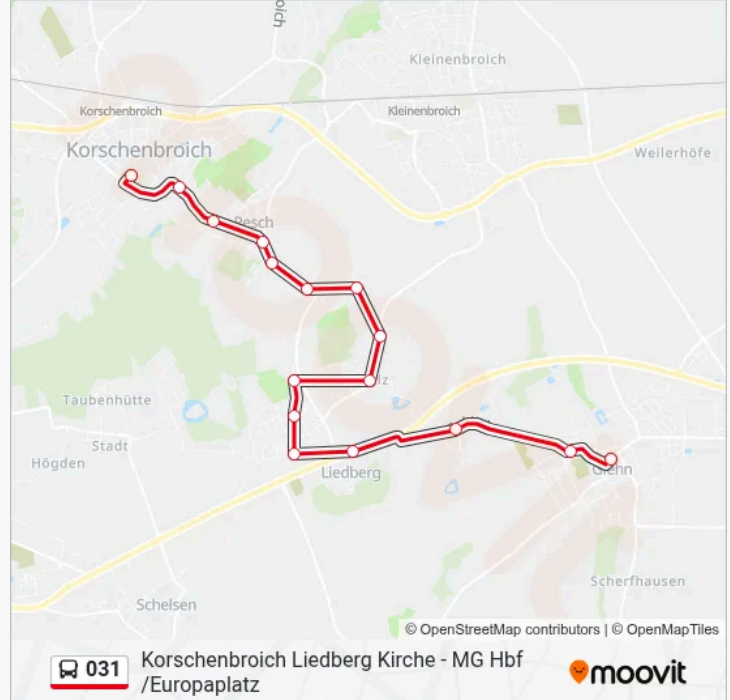 Kleinenbroich
Korschenbroich
Kleinenbroich
Korschenbroich
Weilerhöfe
Pesch
Taubenhütte
Stadt
Högden
Liedberg
Glehn
Scherfhausen
Schelsen
© OpenStreetMap contributors | © OpenMapTiles
031
Korschenbroich Liedberg Kirche - MG Hbf
/Europaplatz
moovit